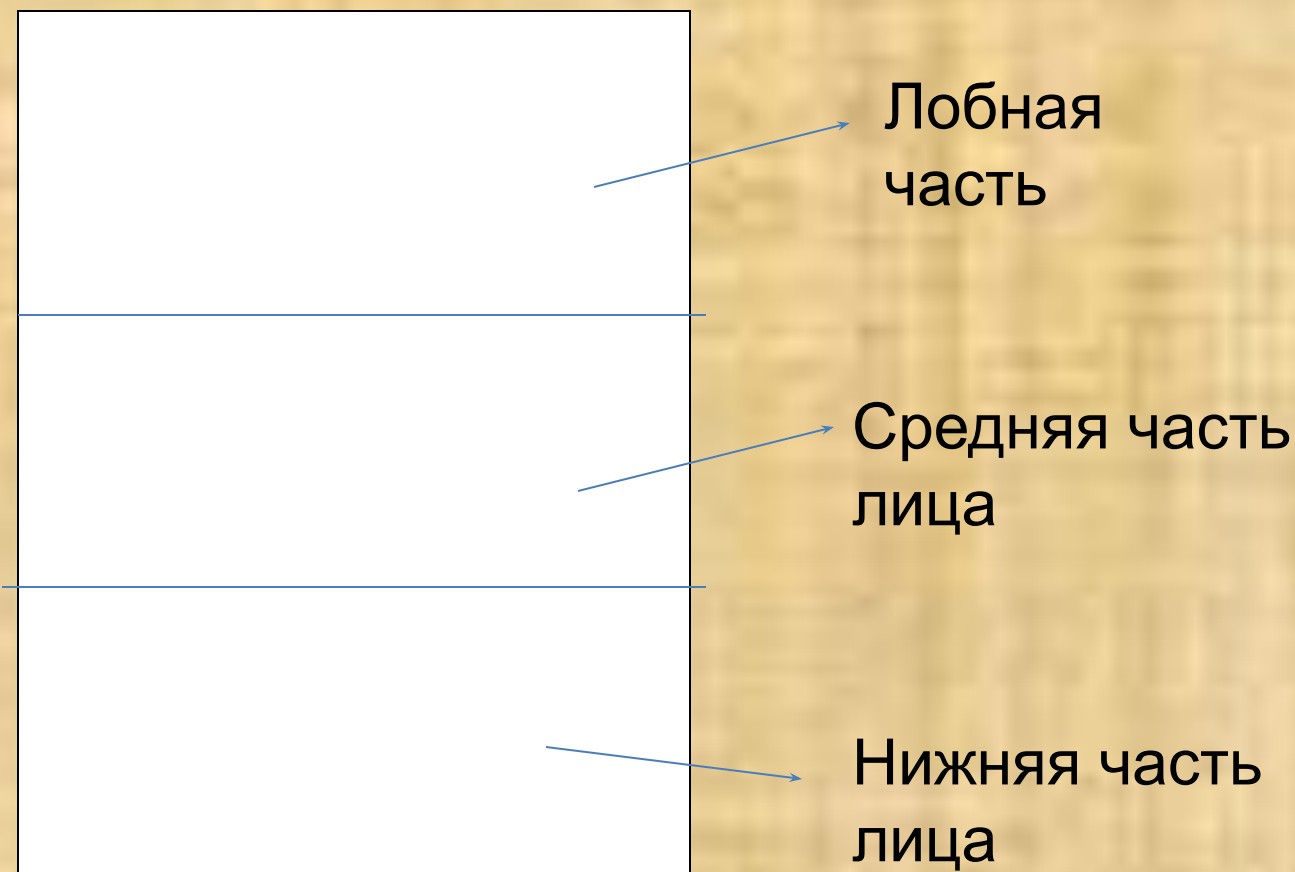 Лобная
часть
Средняя часть
лица
Нижняя часть
лица